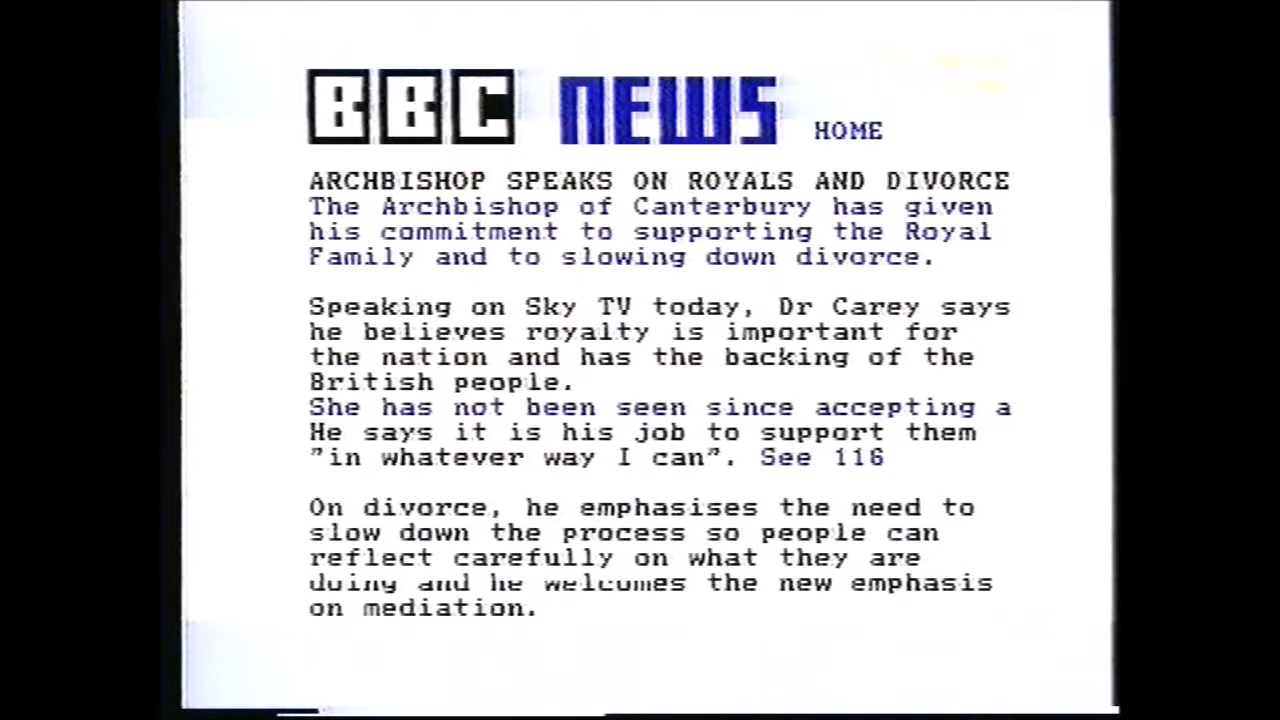 BBC NEWS HOME
ARCHBISHOP SPEAKS ON ROYALS AND DIVORCE
The Archbishop of Canterbury has given
his commitment to supporting the Royal
Family and to slowing down divorce.
Speaking on Sky TV today, Dr Carey says
he believes royalty is important for
the nation and has the backing of the
British people.
She has not been seen since accepting a
He says it is his job to support them
"in whatever way I can". See 116
On divorce, he emphasises the need to
slow down the process so people can
reflect carefully on what they are
doing and he welcomes the new emphasis
on mediation.